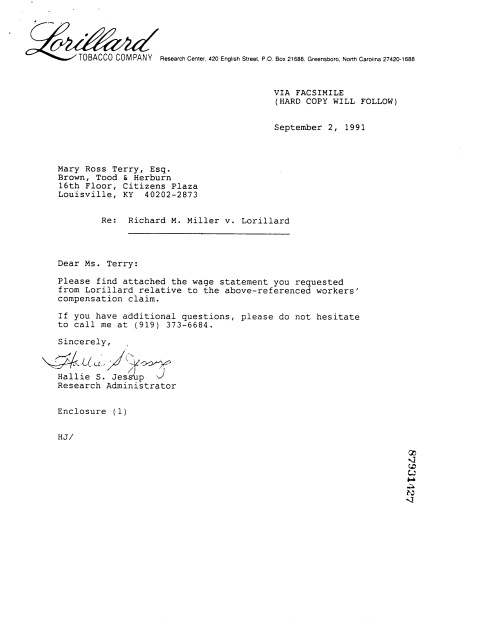 Lorillard
TOBACCO COMPANY Research Center, 420 English Street, P.O. Box 21688, Greensboro, North Carolina 27420-1688
VIA FACSIMILE
(HARD COPY WILL FOLLOW)
September 2, 1991
Mary Ross Terry, Esq.
Brown, Tood & Herburn
16th Floor, Citizens Plaza
Louisville, KY 40202-2873
Re: Richard M. Miller v. Lorillard
Dear Ms. Terry:
Please find attached the wage statement you requested
from Lorillard relative to the above-referenced workers'
compensation claim.
If you have additional questions, please do not hesitate
to call me at (919) 373-6684.
Sincerely,
Hallie S Jessup
Hallie S. Jessup
Research Administrator
Enclosure (1)
HJ/
87931427